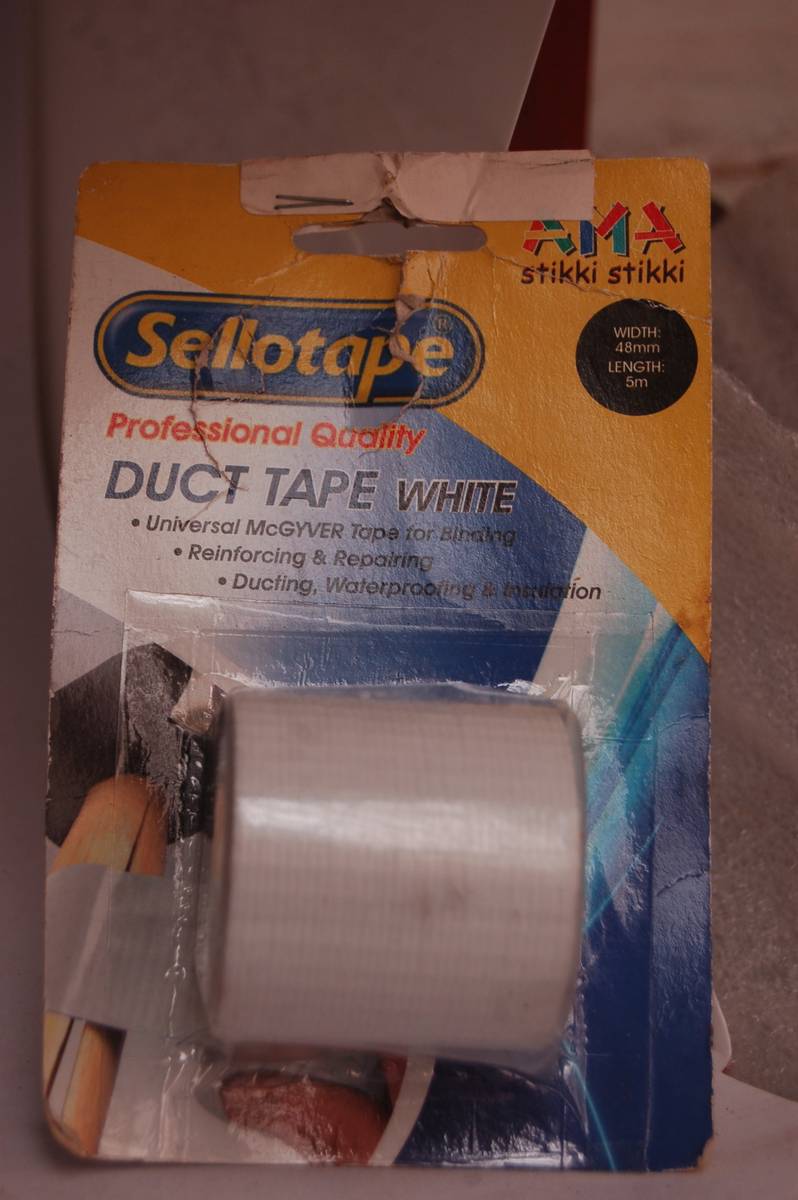 AMA
stikki stikki
Sellotape®
WIDTH:
48mm
LENGTH:
5m
Professional Quality
DUCT TAPE WHITE
• Universal McGYVER Tape for Binding
• Reinforcing & Repairing
• Ducting, Waterproofing & Insulation